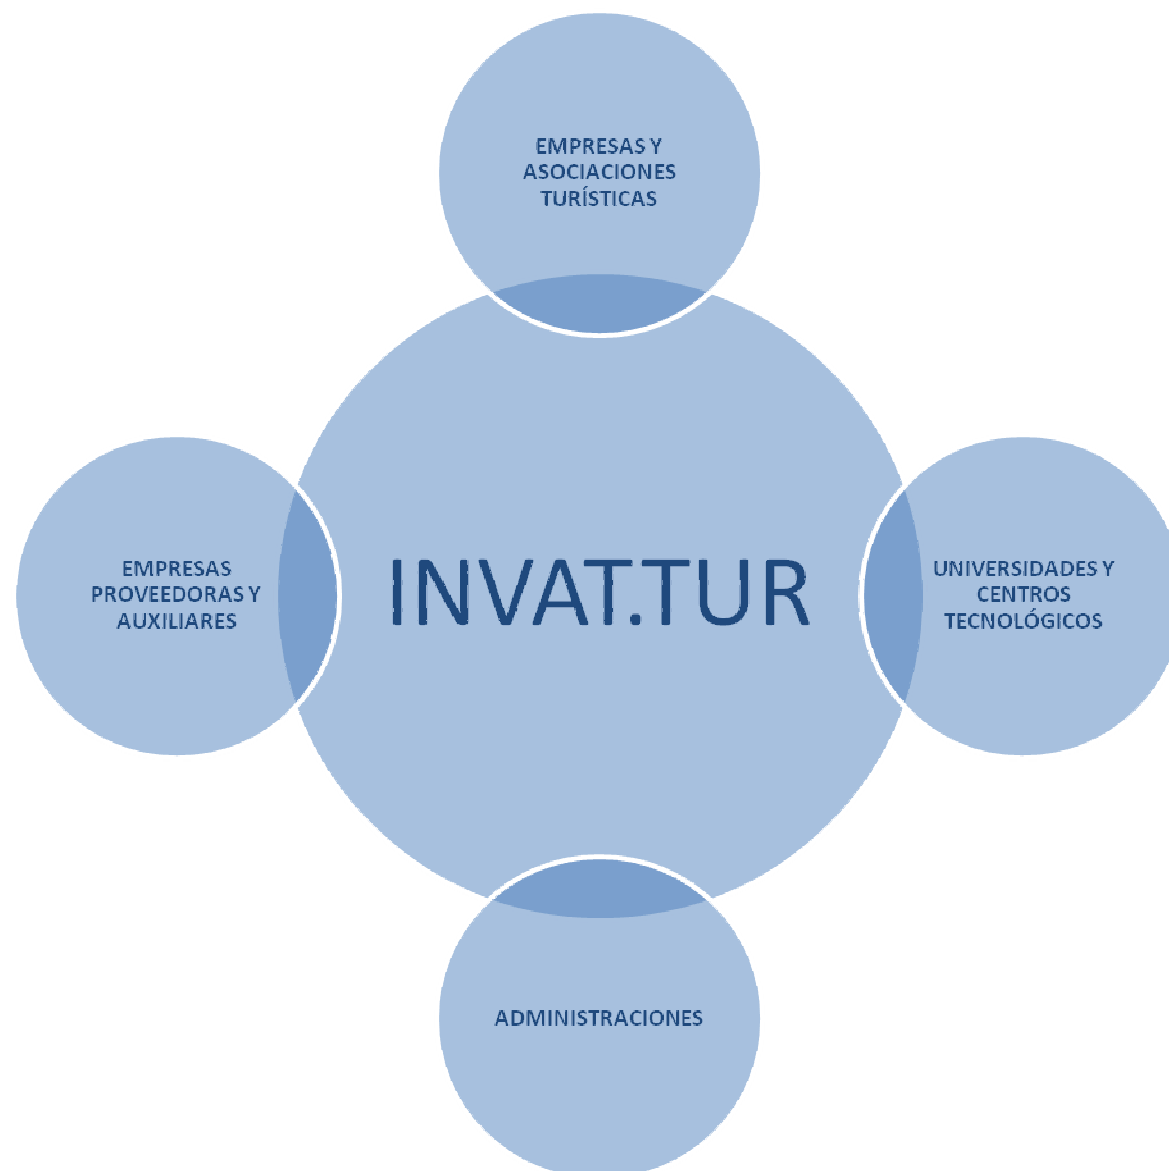 EMPRESAS Y
ASOCIACIONES
TURÍSTICAS
EMPRESAS
PROVEEDORAS Y
AUXILIARES
INVAT.TUR
UNIVERSIDADES Y
CENTROS
TECNOLÓGICOS
ADMINISTRACIONES